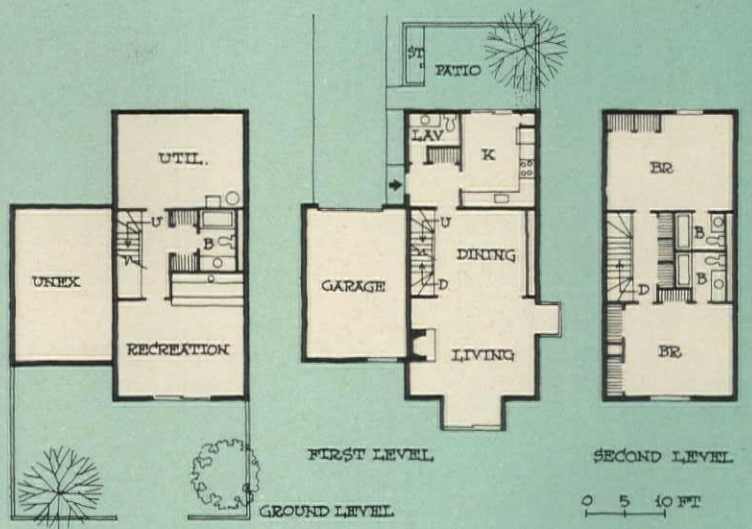 UTIL.
U
B
UNEX
RECREATION
GROUND LEVEL
ST
PATIO
LAV
K
U
DINING
GARAGE
D
LIVING
FIRST LEVEL
BR
B
B
D
BR
SECOND LEVEL
0 5 10 FT